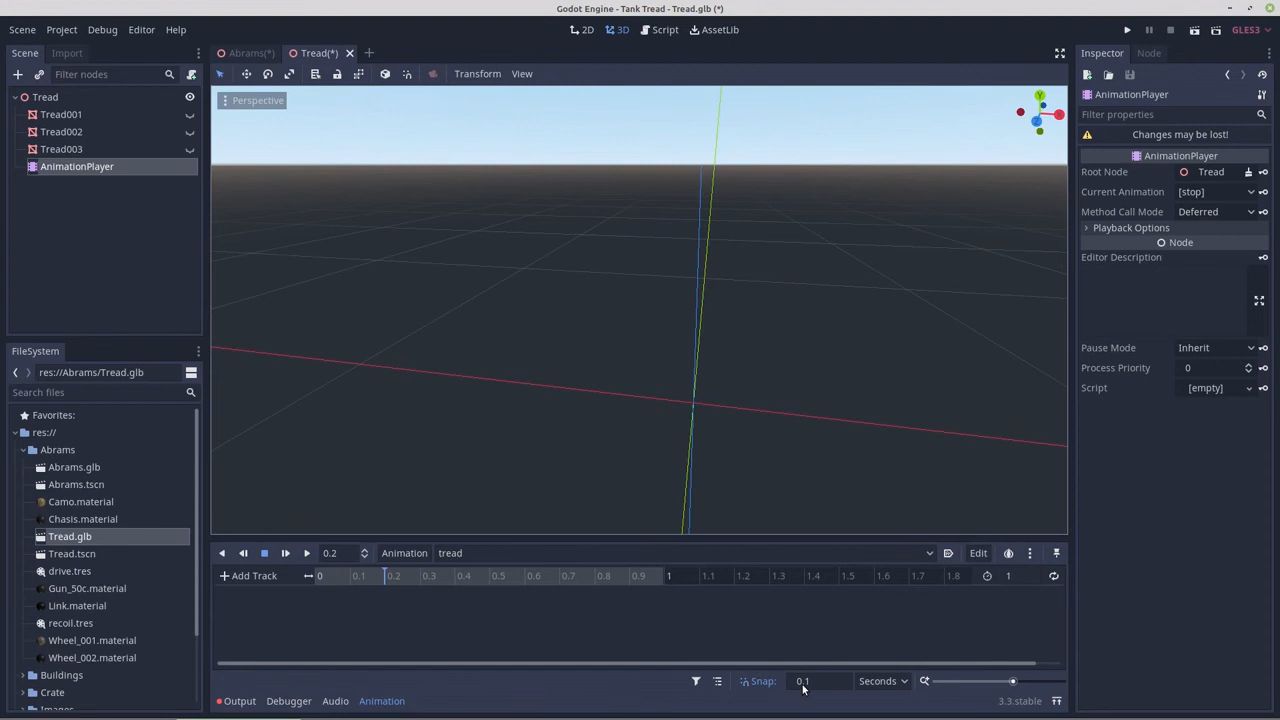 Godot Engine - Tank Tread - Tread.glb (*)
Scene Project Debug Editor Help
2D 3D Script AssetLib
GLES3
Scene Import
Abrams(*) Tread(*)
Inspector Node
Filter nodes
Transform View
Tread
Tread001
Tread002
Tread003
AnimationPlayer
Perspective
Y
X
Z
AnimationPlayer
Filter properties
Changes may be lost!
AnimationPlayer
Root Node Tread
Current Animation [stop]
Method Call Mode Deferred
Playback Options
Node
Editor Description
Pause Mode Inherit
Process Priority 0
Script [empty]
FileSystem
res://Abrams/Tread.glb
Search files
Favorites:
res://
Abrams
Abrams.glb
Abrams.tscn
Camo.material
Chasis.material
Tread.glb
Tread.tscn
drive.tres
Gun_50c.material
Link.material
recoil.tres
Wheel_001.material
Wheel_002.material
Buildings
Crate
Images
0.2 Animation tread Edit
Add Track 0 0.1 0.2 0.3 0.4 0.5 0.6 0.7 0.8 0.9 1 1.1 1.2 1.3 1.4 1.5 1.6 1.7 1.8 1
Snap: 0.1 Seconds
Output Debugger Audio Animation 3.3.stable